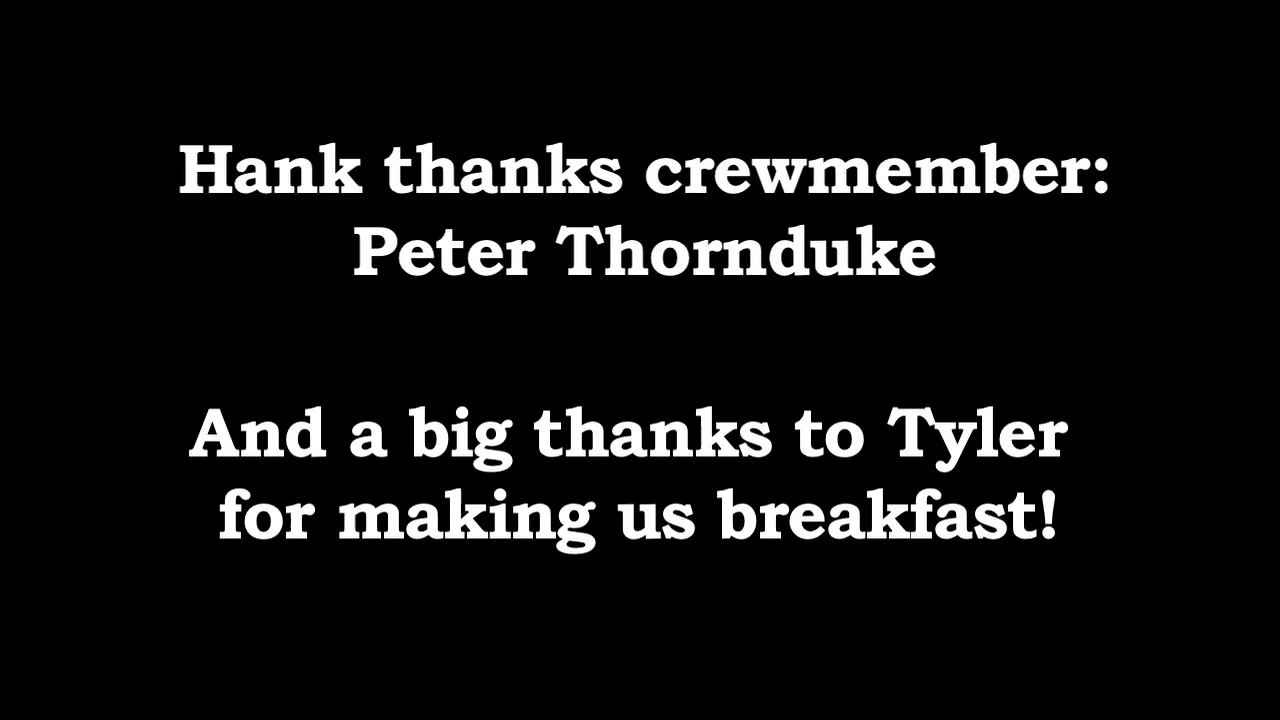 Hank thanks crewmember:
Peter Thornduke
And a big thanks to Tyler
for making us breakfast!